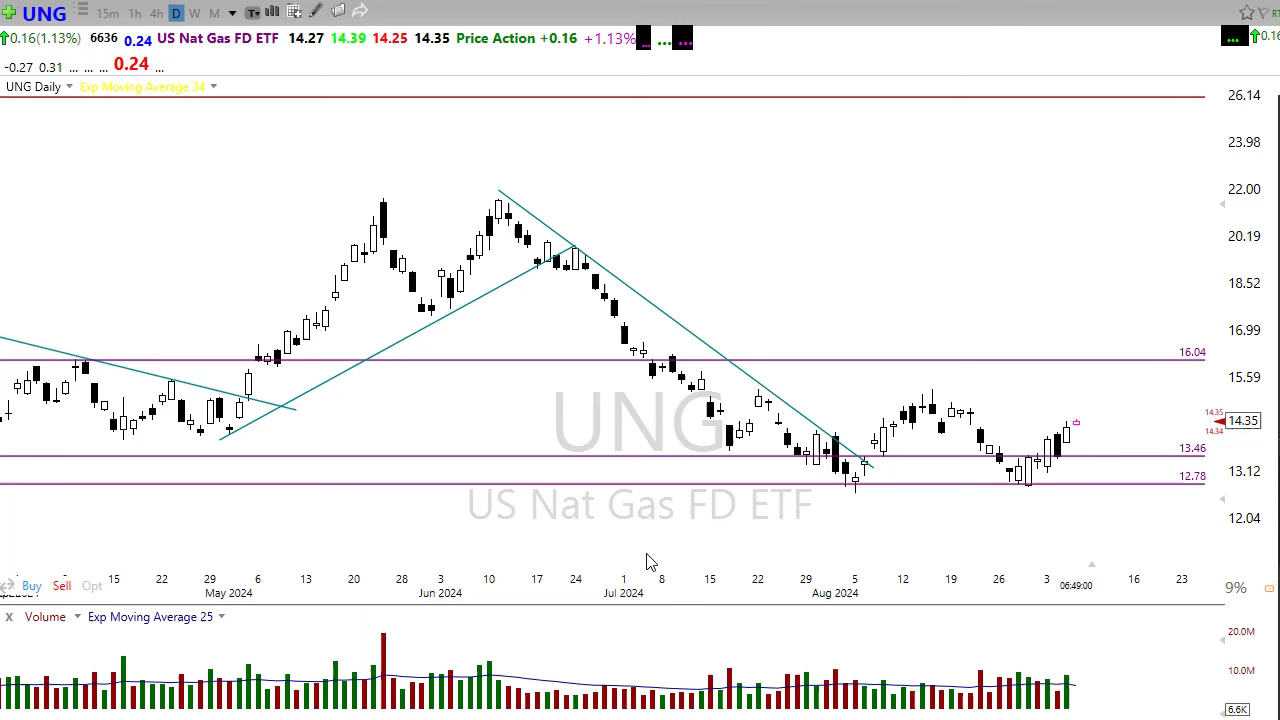 UNG 15m 1h 4h D W M T
0.16(1.13%) 6636 0.24 US Nat Gas FD ETF 14.27 14.39 14.25 14.35 Price Action +0.16 +1.13% ... ... ... ... 0.16
-0.27 0.31 ... ... ... 0.24 ...
UNG Daily Exp Moving Average 34
26.14
23.98
22.00
20.19
18.52
16.99
16.04
15.59
14.35
14.35
14.34
13.46
13.12
12.78
12.04
UNG
US Nat Gas FD ETF
15 22 29 6 13 20 28 3 10 17 24 1 8 15 22 29 5 12 19 26 3 16 23
Buy Sell Opt
May 2024 Jun 2024 Jul 2024 Aug 2024 06:49:00
9%
X Volume Exp Moving Average 25
20.0M
10.0M
6.6K